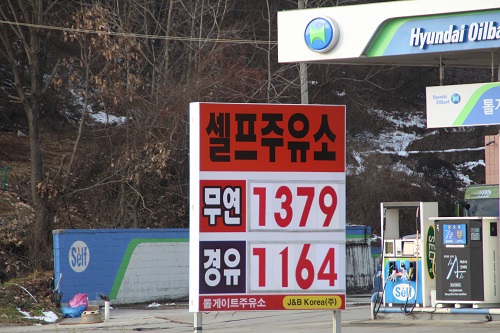 Hyundai Oilbank
셀프주유소
무연 1379
경유 1164
톨게이트주유소 J&B Korea(주)
Self
Self